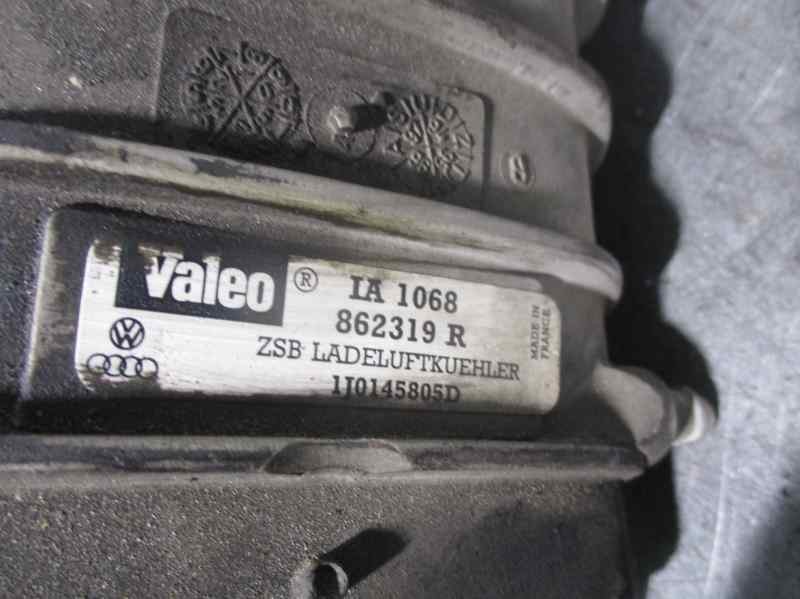 Valeo ® IA 1068
862319 R
ZSB LADELUFTKUEHLER
1J0145805D
MADE IN
FRANCE